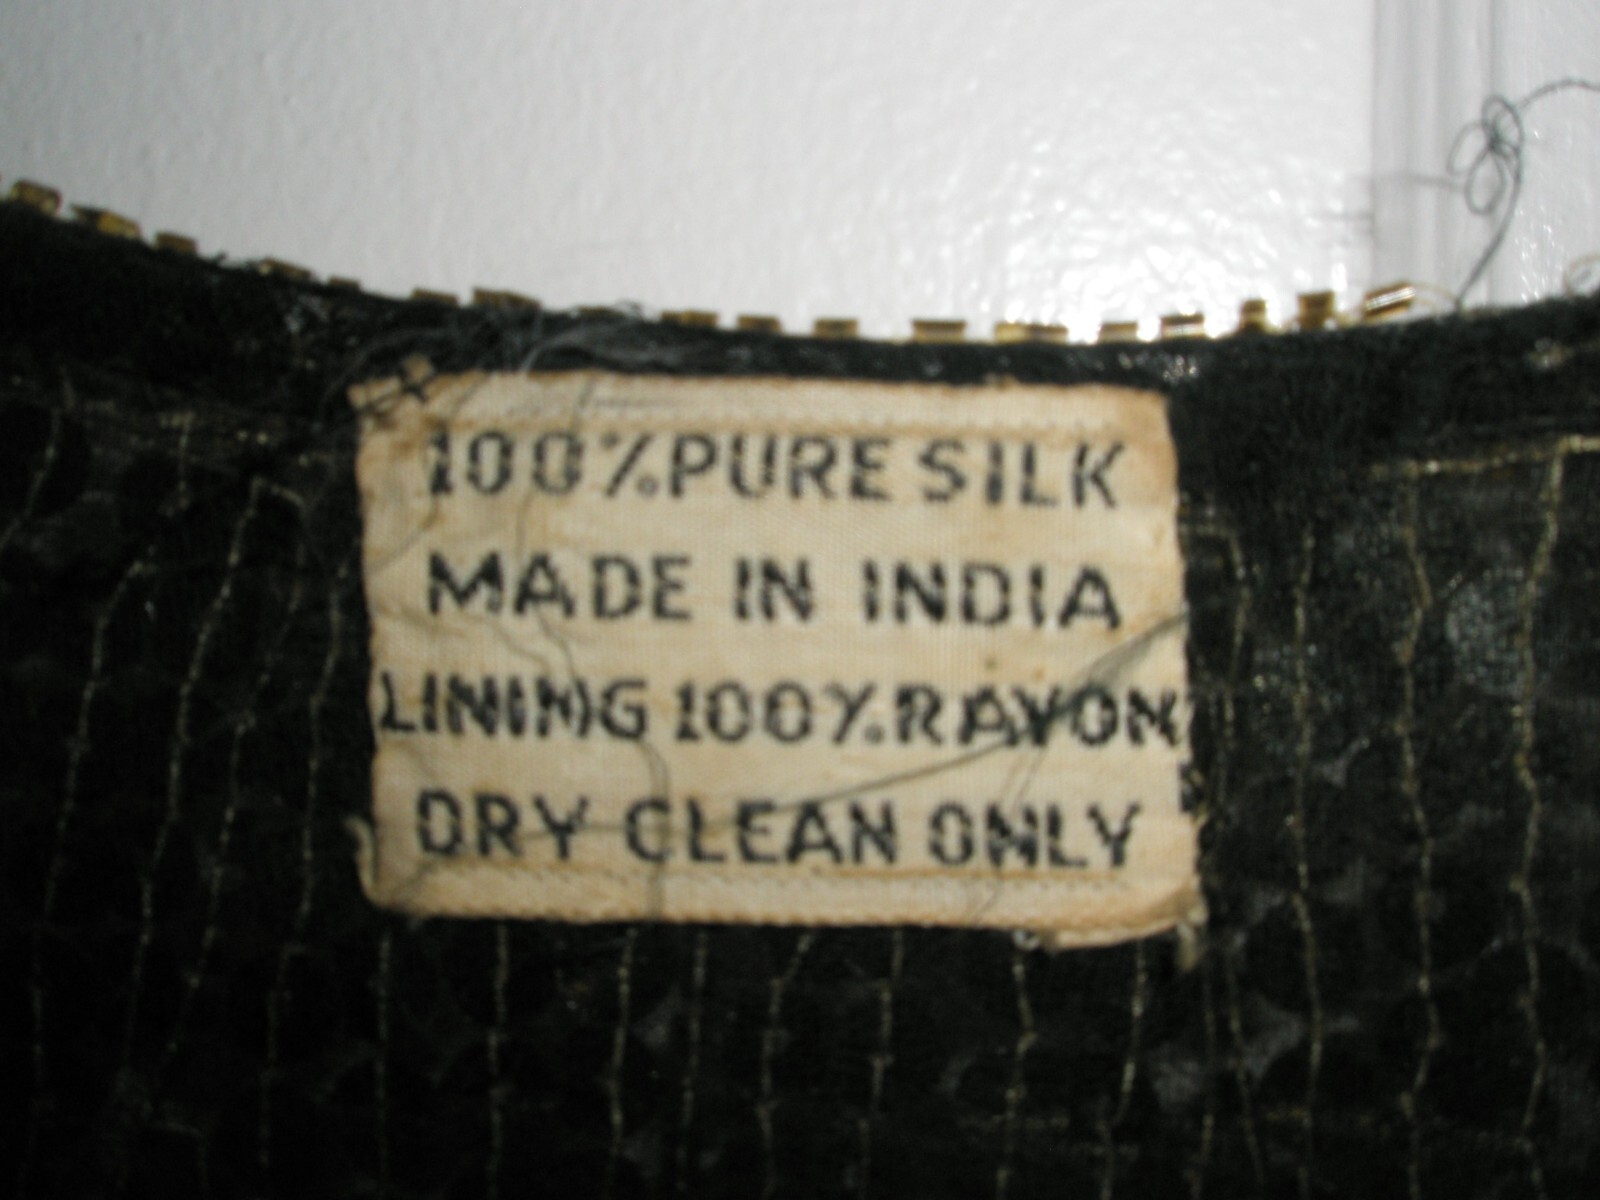 100% PURE SILK
MADE IN INDIA
LINING 100% RAYON
DRY CLEAN ONLY